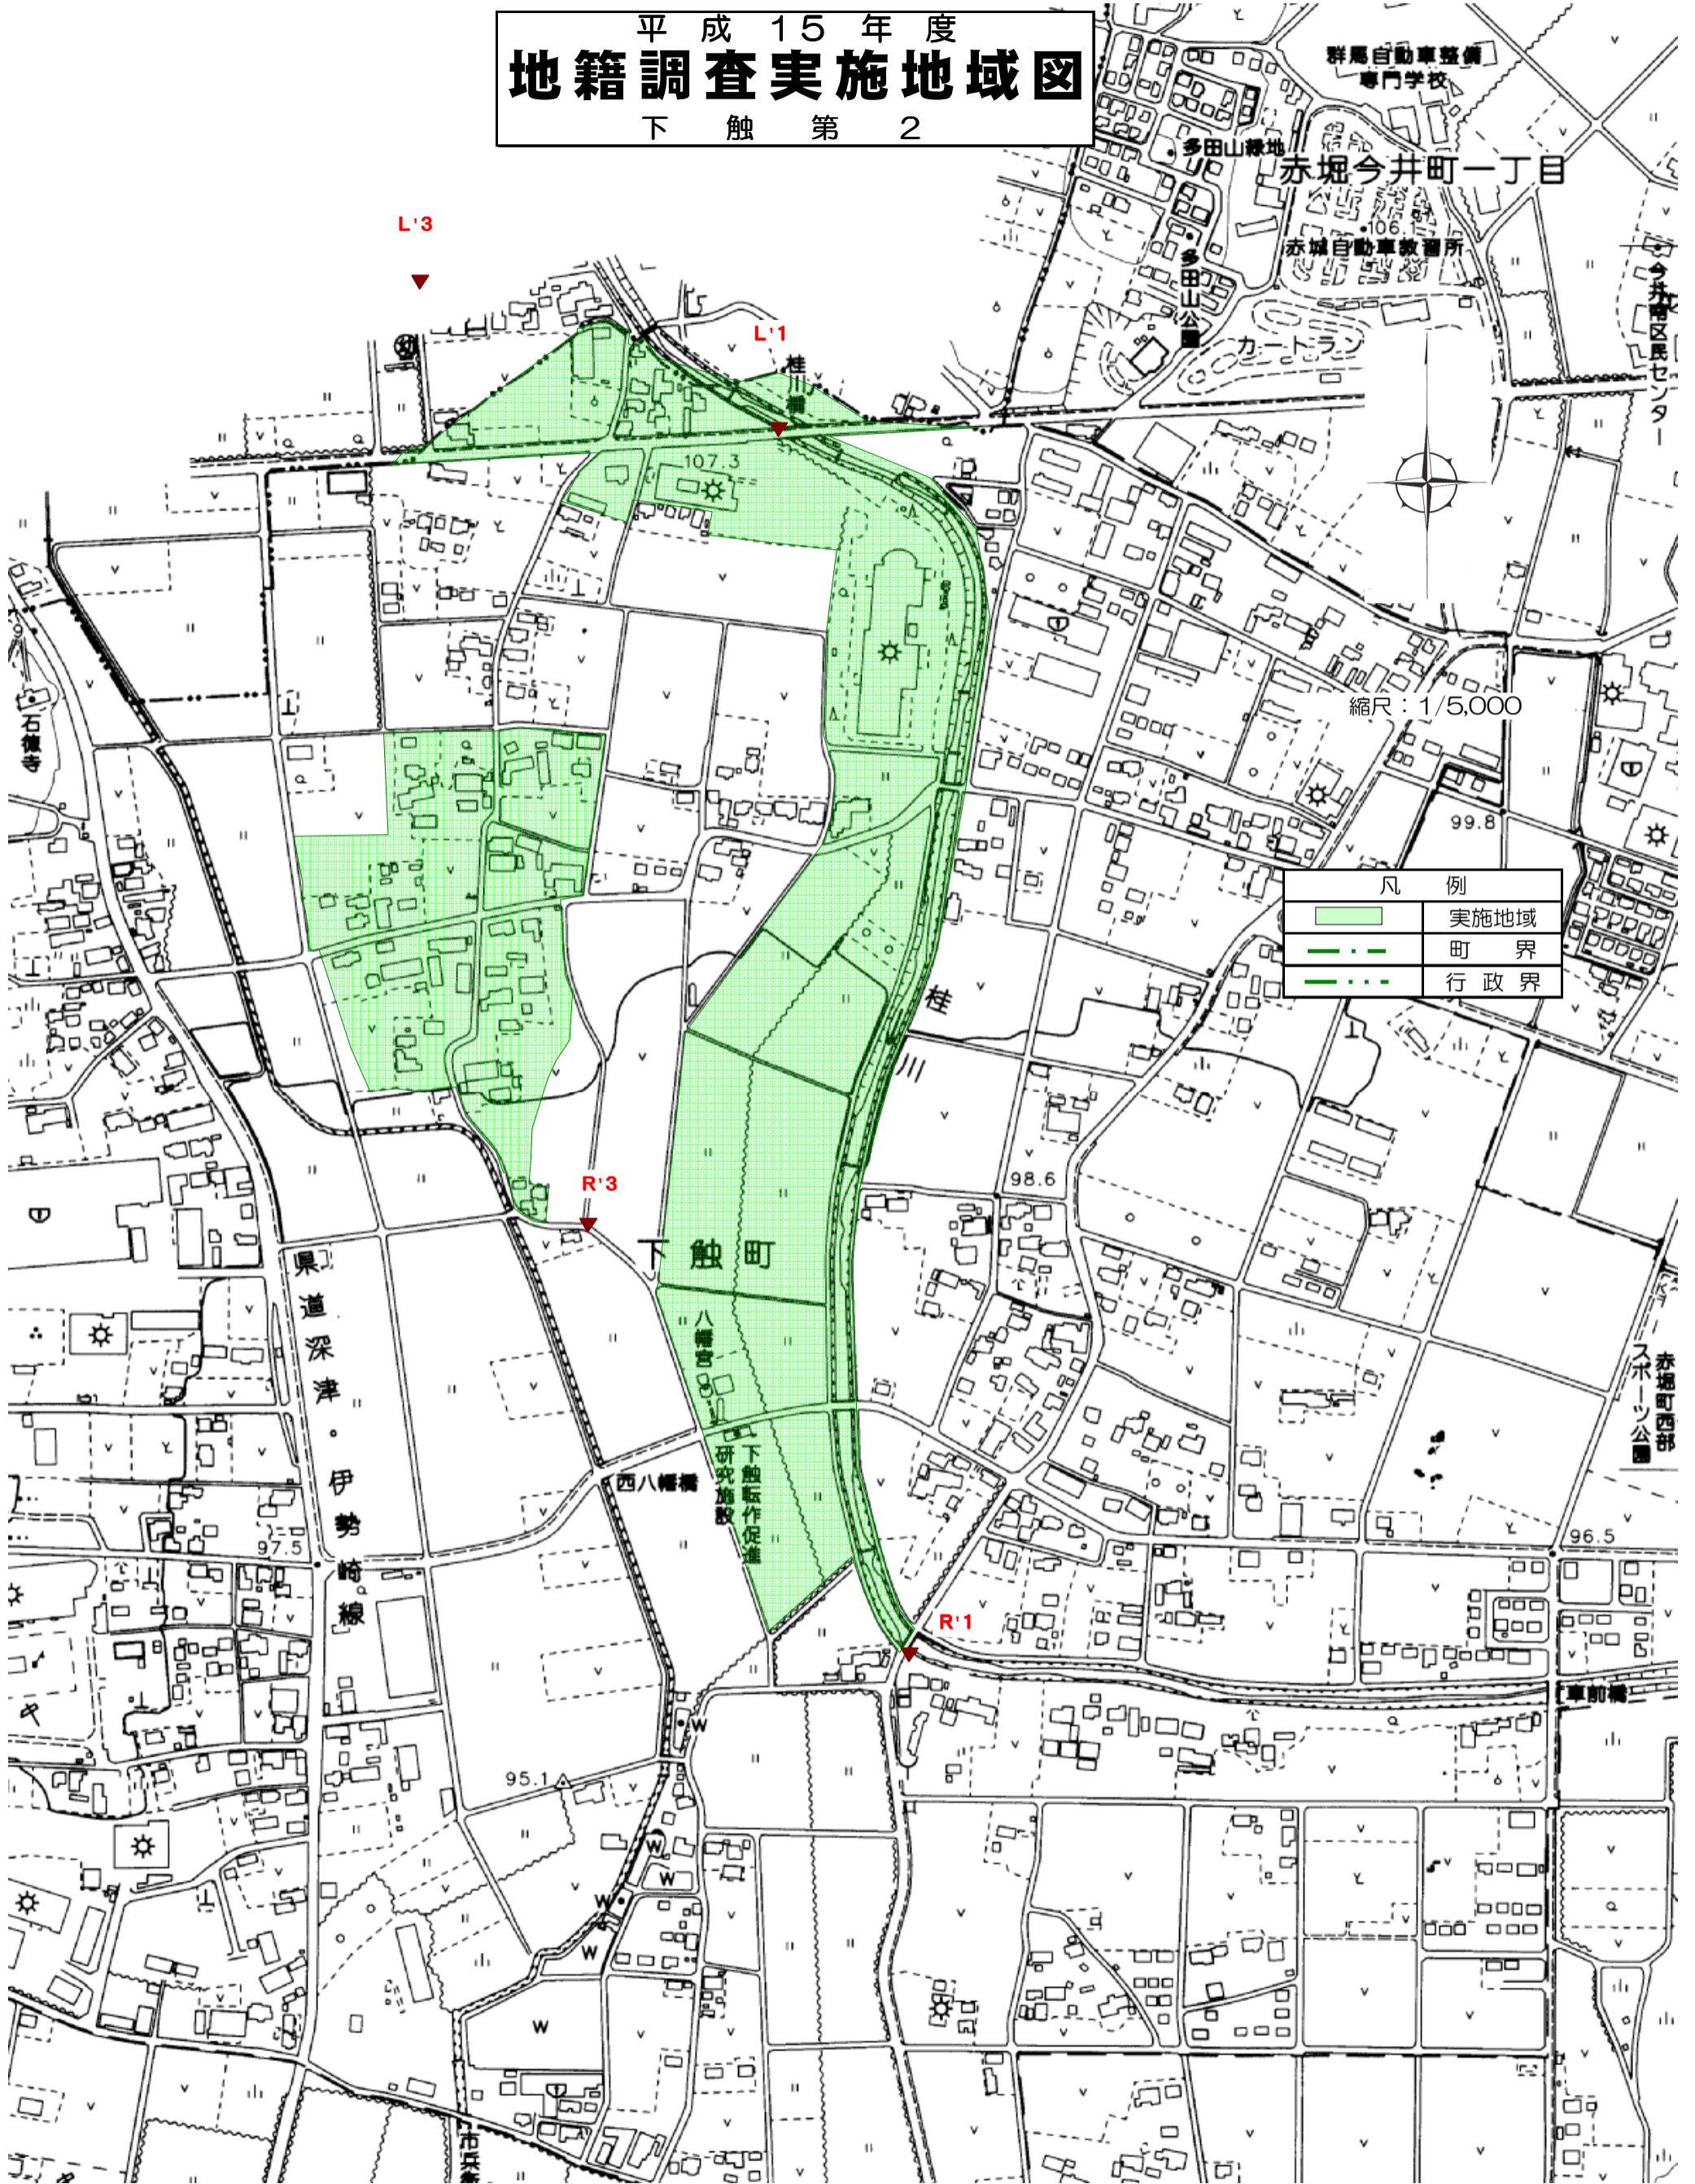 平成15年度
地籍調査実施地域図
下触第2
群馬自動車整備
専門学校
多田山緑地
赤堀今井町一丁目
106.1
赤城自動車教習所
多田山公園
今井南区民センター
カートラン
L'3
L'1
桂川橋
幼
107.3
縮尺：1/5,000
石徳寺
99.8
凡例
実施地域
町界
行政界
桂川
98.6
R'3
下触町
八幡宮
県道深津・伊勢崎線
西八幡橋
下触転作促進
研究施設
赤堀町西部
スポーツ公園
97.5
96.5
R'1
車前橋
W
95.1
W
W
W
W
W